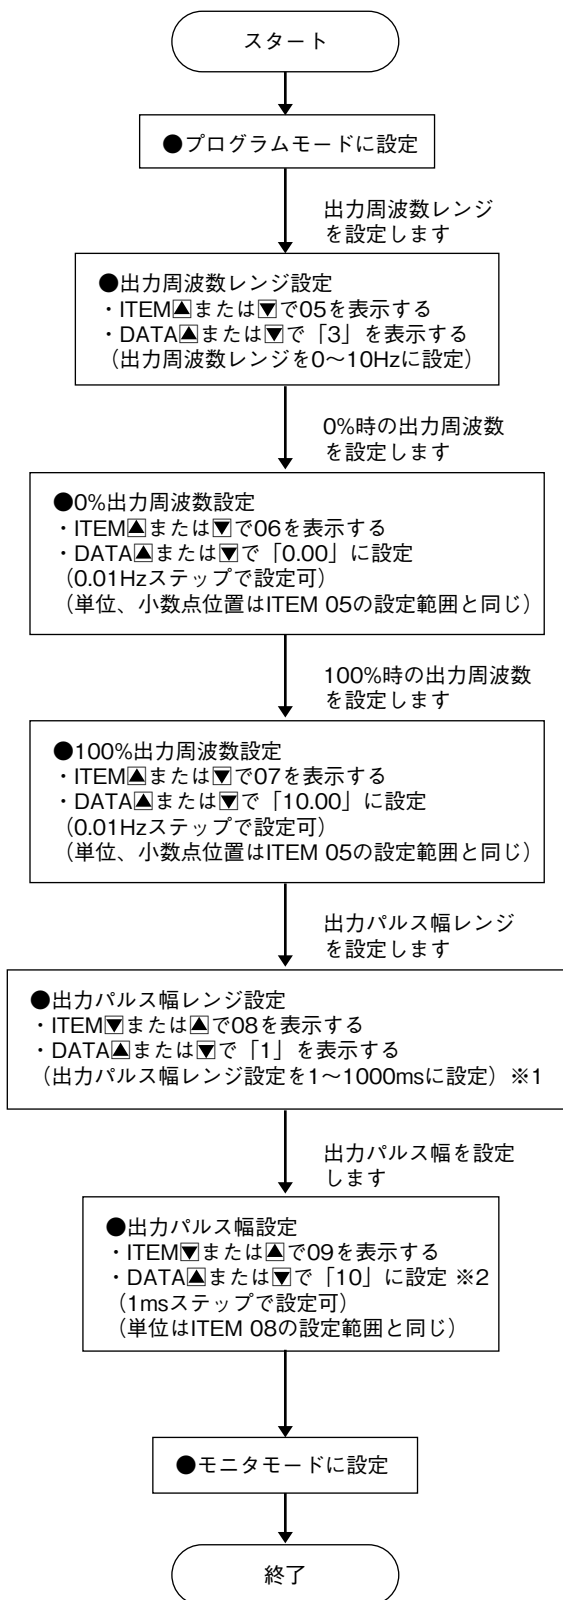 スタート
●プログラムモードに設定
出力周波数レンジ
を設定します
●出力周波数レンジ設定
・ITEM▲または▼で05を表示する
・DATA▲または▼で「3」を表示する
（出力周波数レンジを0〜10Hzに設定）
0%時の出力周波数
を設定します
●0%出力周波数設定
・ITEM▲または▼で06を表示する
・DATA▲または▼で「0.00」に設定
（0.01Hzステップで設定可）
（単位、小数点位置はITEM 05の設定範囲と同じ）
100%時の出力周波数
を設定します
●100%出力周波数設定
・ITEM▲または▼で07を表示する
・DATA▲または▼で「10.00」に設定
（0.01Hzステップで設定可）
（単位、小数点位置はITEM 05の設定範囲と同じ）
出力パルス幅レンジ
を設定します
●出力パルス幅レンジ設定
・ITEM▼または▲で08を表示する
・DATA▲または▼で「1」を表示する
（出力パルス幅レンジ設定を1〜1000msに設定）※1
出力パルス幅を設定
します
●出力パルス幅設定
・ITEM▼または▲で09を表示する
・DATA▲または▼で「10」に設定 ※2
（1msステップで設定可）
（単位はITEM 08の設定範囲と同じ）
●モニタモードに設定
終了